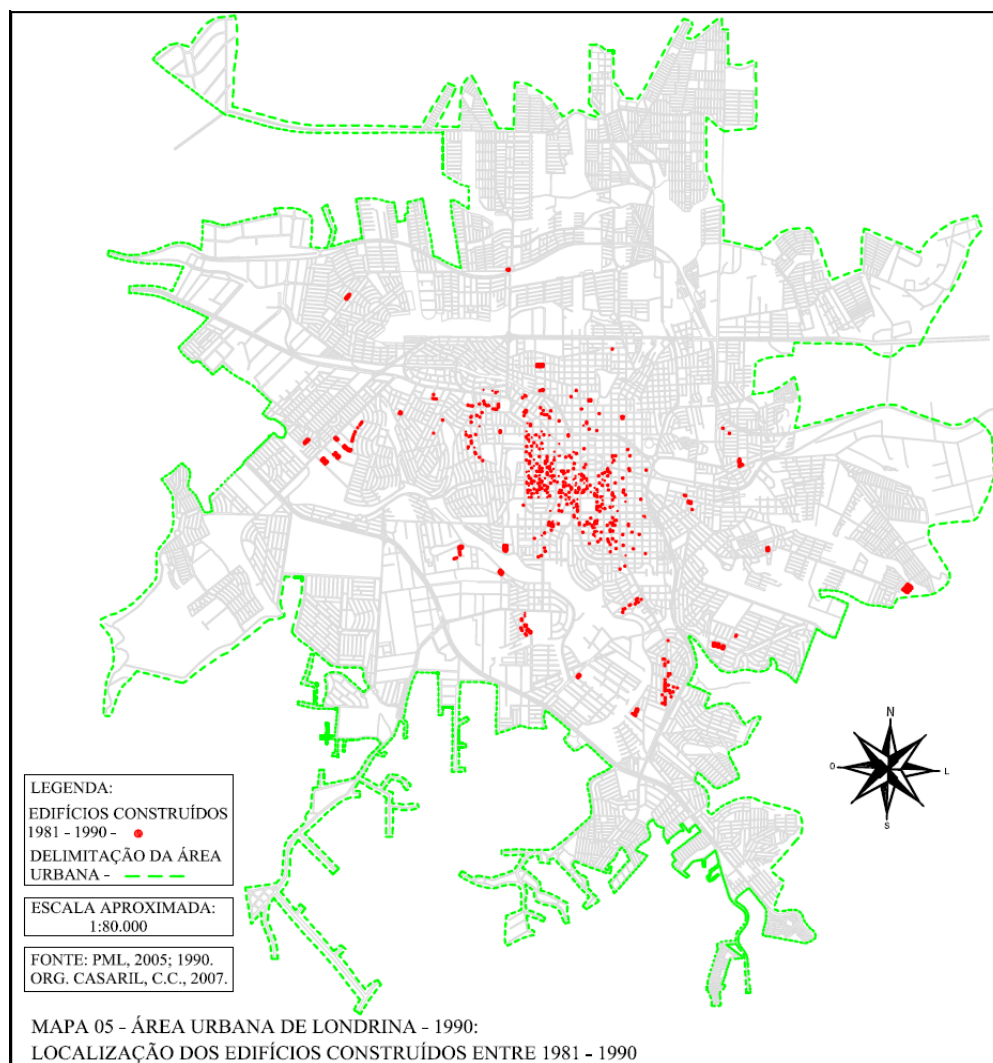 N
O
L
S
LEGENDA:
EDIFÍCIOS CONSTRUÍDOS
1981 - 1990 -
DELIMITAÇÃO DA ÁREA
URBANA -
ESCALA APROXIMADA:
1:80.000
FONTE: PML, 2005; 1990.
ORG. CASARIL, C.C., 2007.
MAPA 05 - ÁREA URBANA DE LONDRINA - 1990:
LOCALIZAÇÃO DOS EDIFÍCIOS CONSTRUÍDOS ENTRE 1981 - 1990